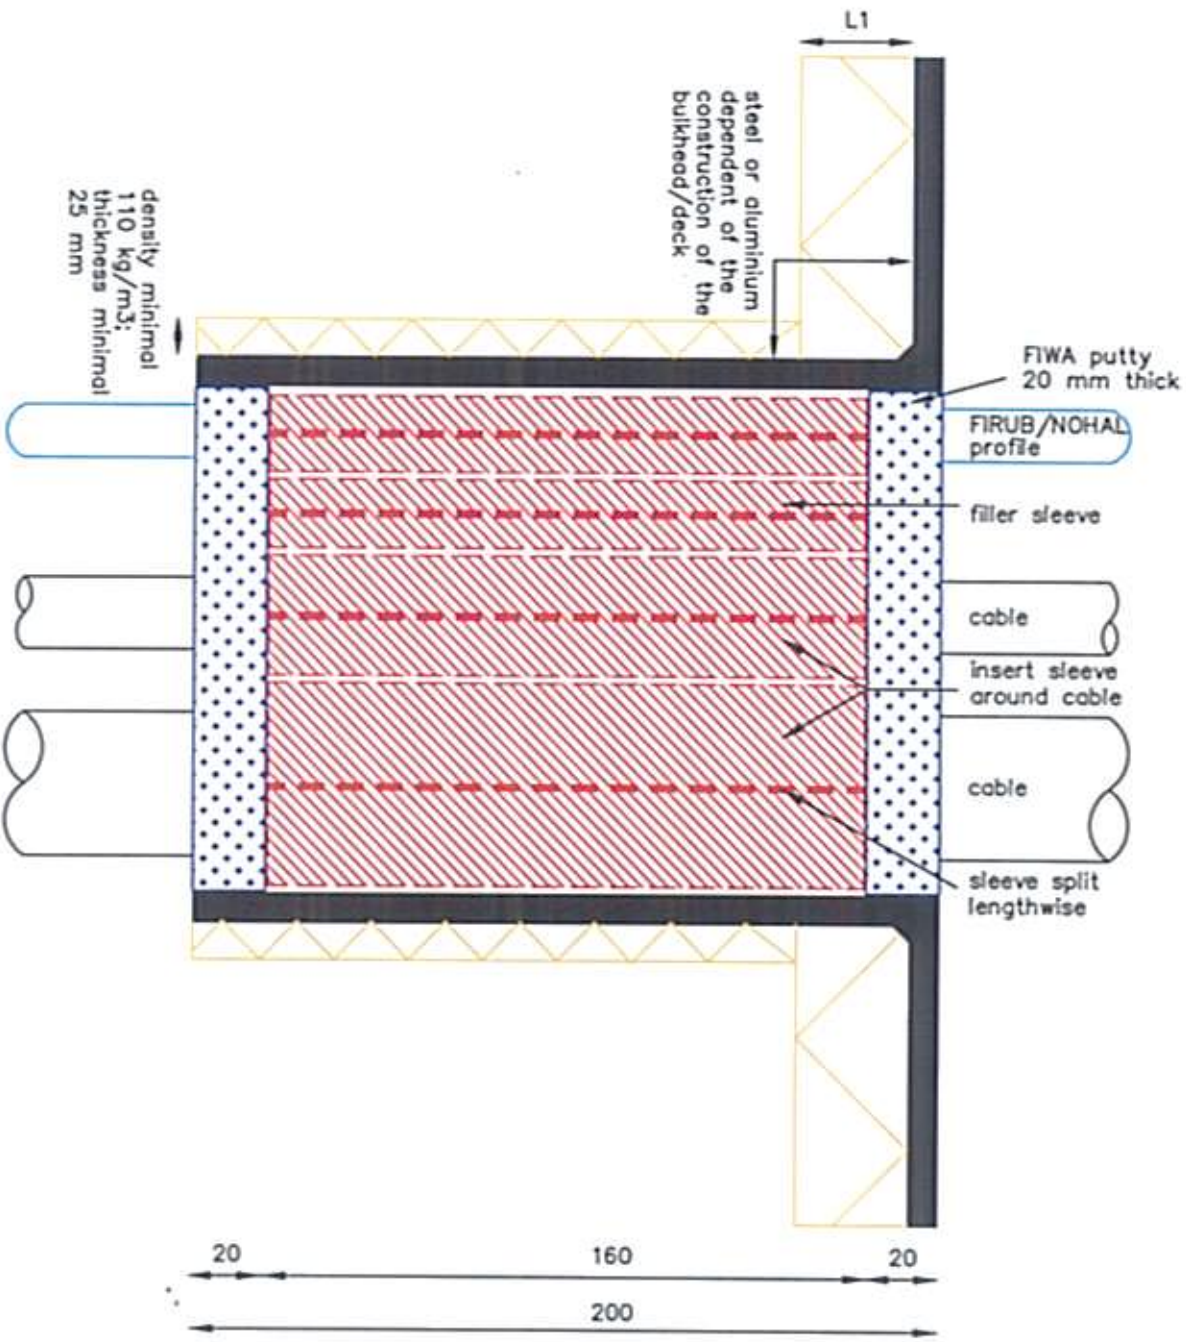 L1
steel or aluminium
dependent of the
construction of the
bulkhead/deck
density minimal
110 kg/m3;
thickness minimal
25 mm
FIWA putty
20 mm thick
FIRUB/NOHAL
profile
filler sleeve
cable
insert sleeve
around cable
cable
sleeve split
lengthwise
20
160
20
200